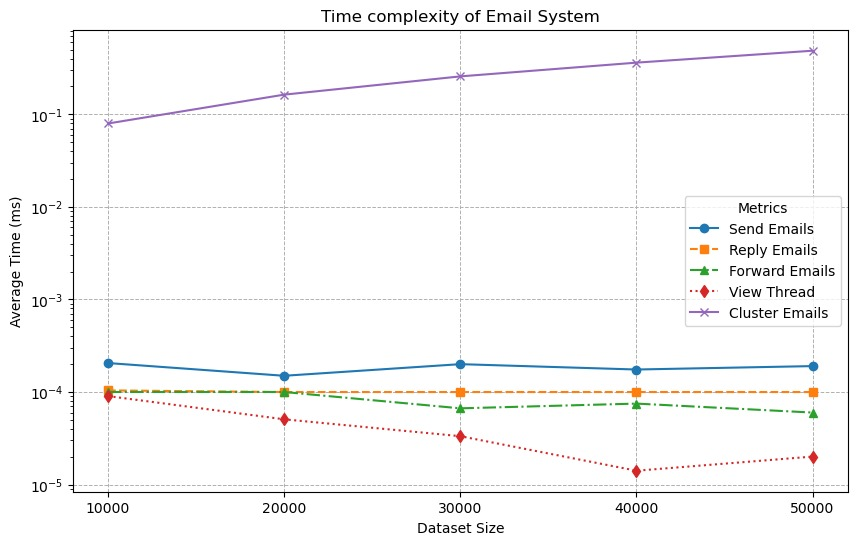 Time complexity of Email System
Average Time (ms)
10⁻¹
10⁻²
10⁻³
10⁻⁴
10⁻⁵
Metrics
Send Emails
Reply Emails
Forward Emails
View Thread
Cluster Emails
10000 20000 30000 40000 50000
Dataset Size